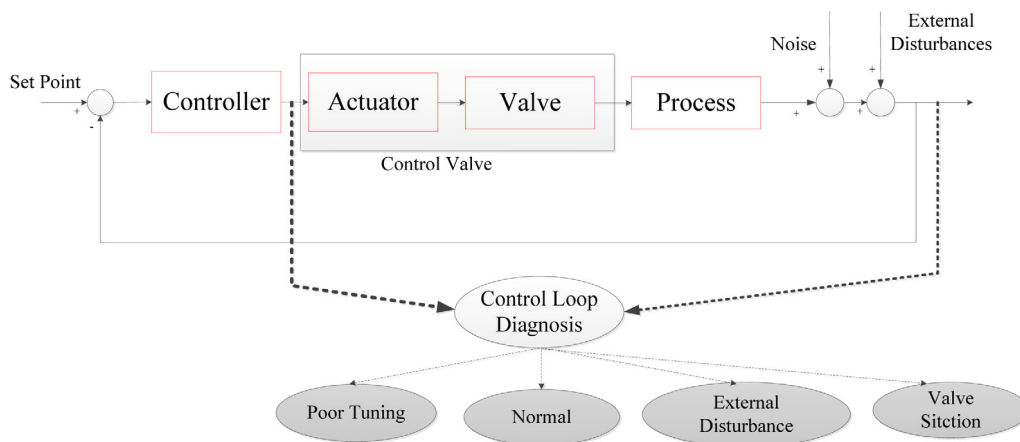 External
Noise
Disturbances
Set Point
+
+
Controller
Actuator
Valve
Process
+
-
+
+
Control Valve
Control Loop
Diagnosis
Poor Tuning
Normal
External
Disturbance
Valve
Sitction